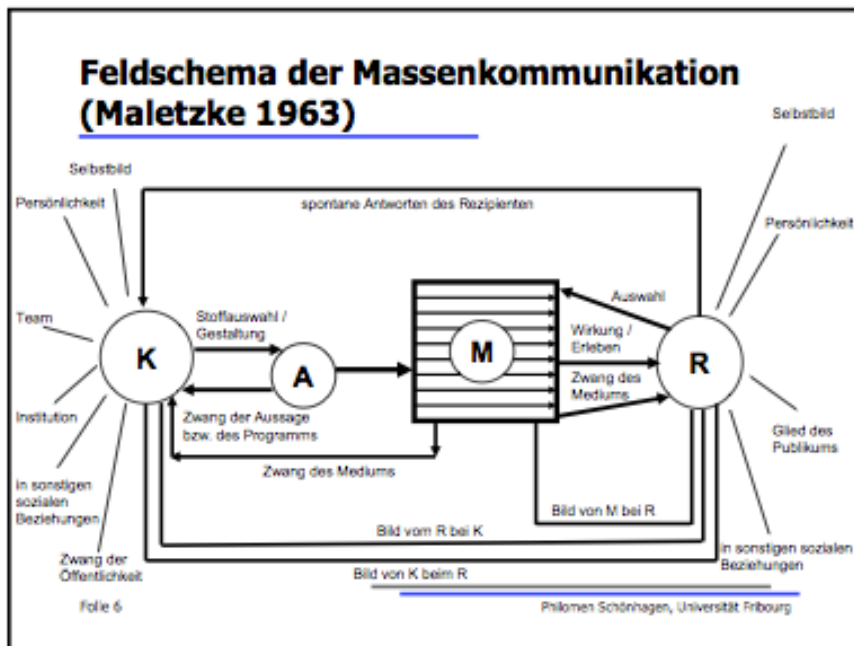 Feldschema der Massenkommunikation
(Maletzke 1963)
Selbstbild
Selbstbild
Persönlichkeit
spontane Antworten des Rezipienten
Persönlichkeit
Team
Stoffauswahl /
Gestaltung
Auswahl
K
A
M
R
Wirkung /
Erleben
Zwang des
Mediums
Institution
Zwang der Aussage
bzw. des Programms
Glied des
Publikums
Zwang des Mediums
in sonstigen
sozialen
Beziehungen
Bild von M bei R
Bild vom R bei K
in sonstigen sozialen
Beziehungen
Zwang der
Öffentlichkeit
Bild von K beim R
Folie 6
Philomen Schönhagen, Universität Fribourg